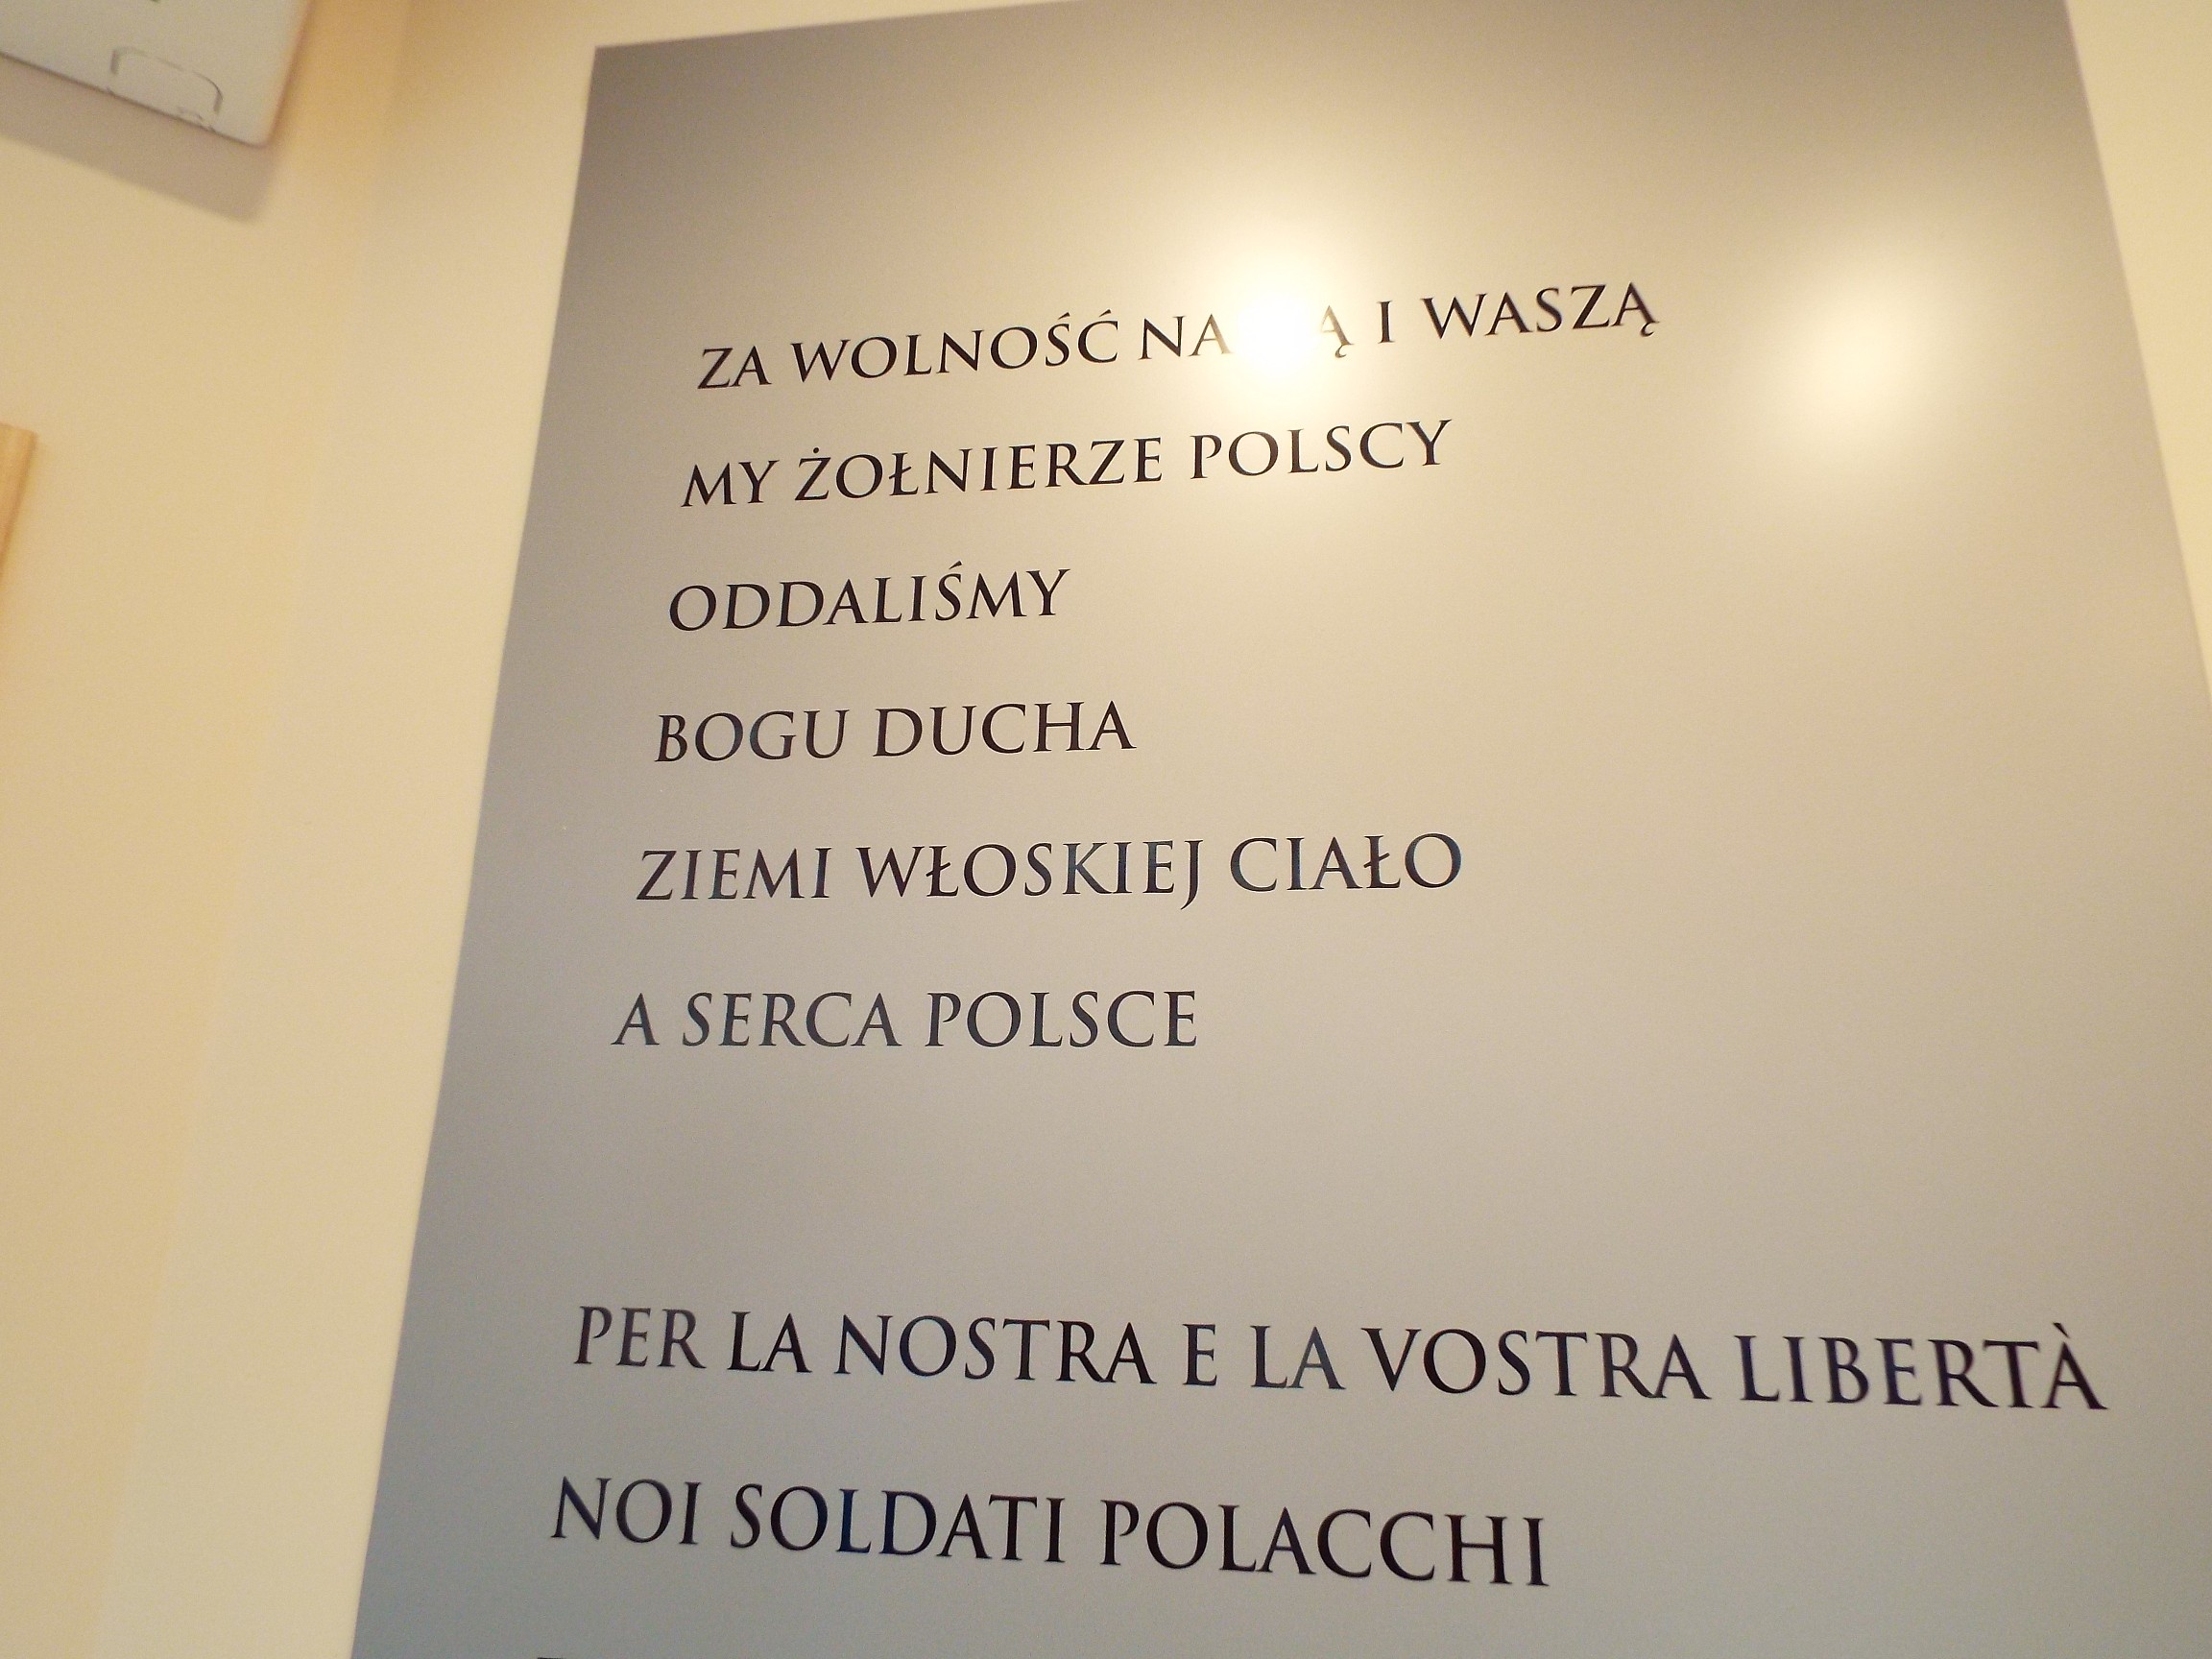 ZA WOLNOŚĆ I WASZĄ
MY ŻOŁNIERZE POLSCY
ODDALIŚMY
BOGU DUCHA
ZIEMI WŁOSKIEJ CIAŁO
A SERCA POLSCE
PER LA NOSTRA E LA VOSTRA LIBERTÀ
NOI SOLDATI POLACCHI